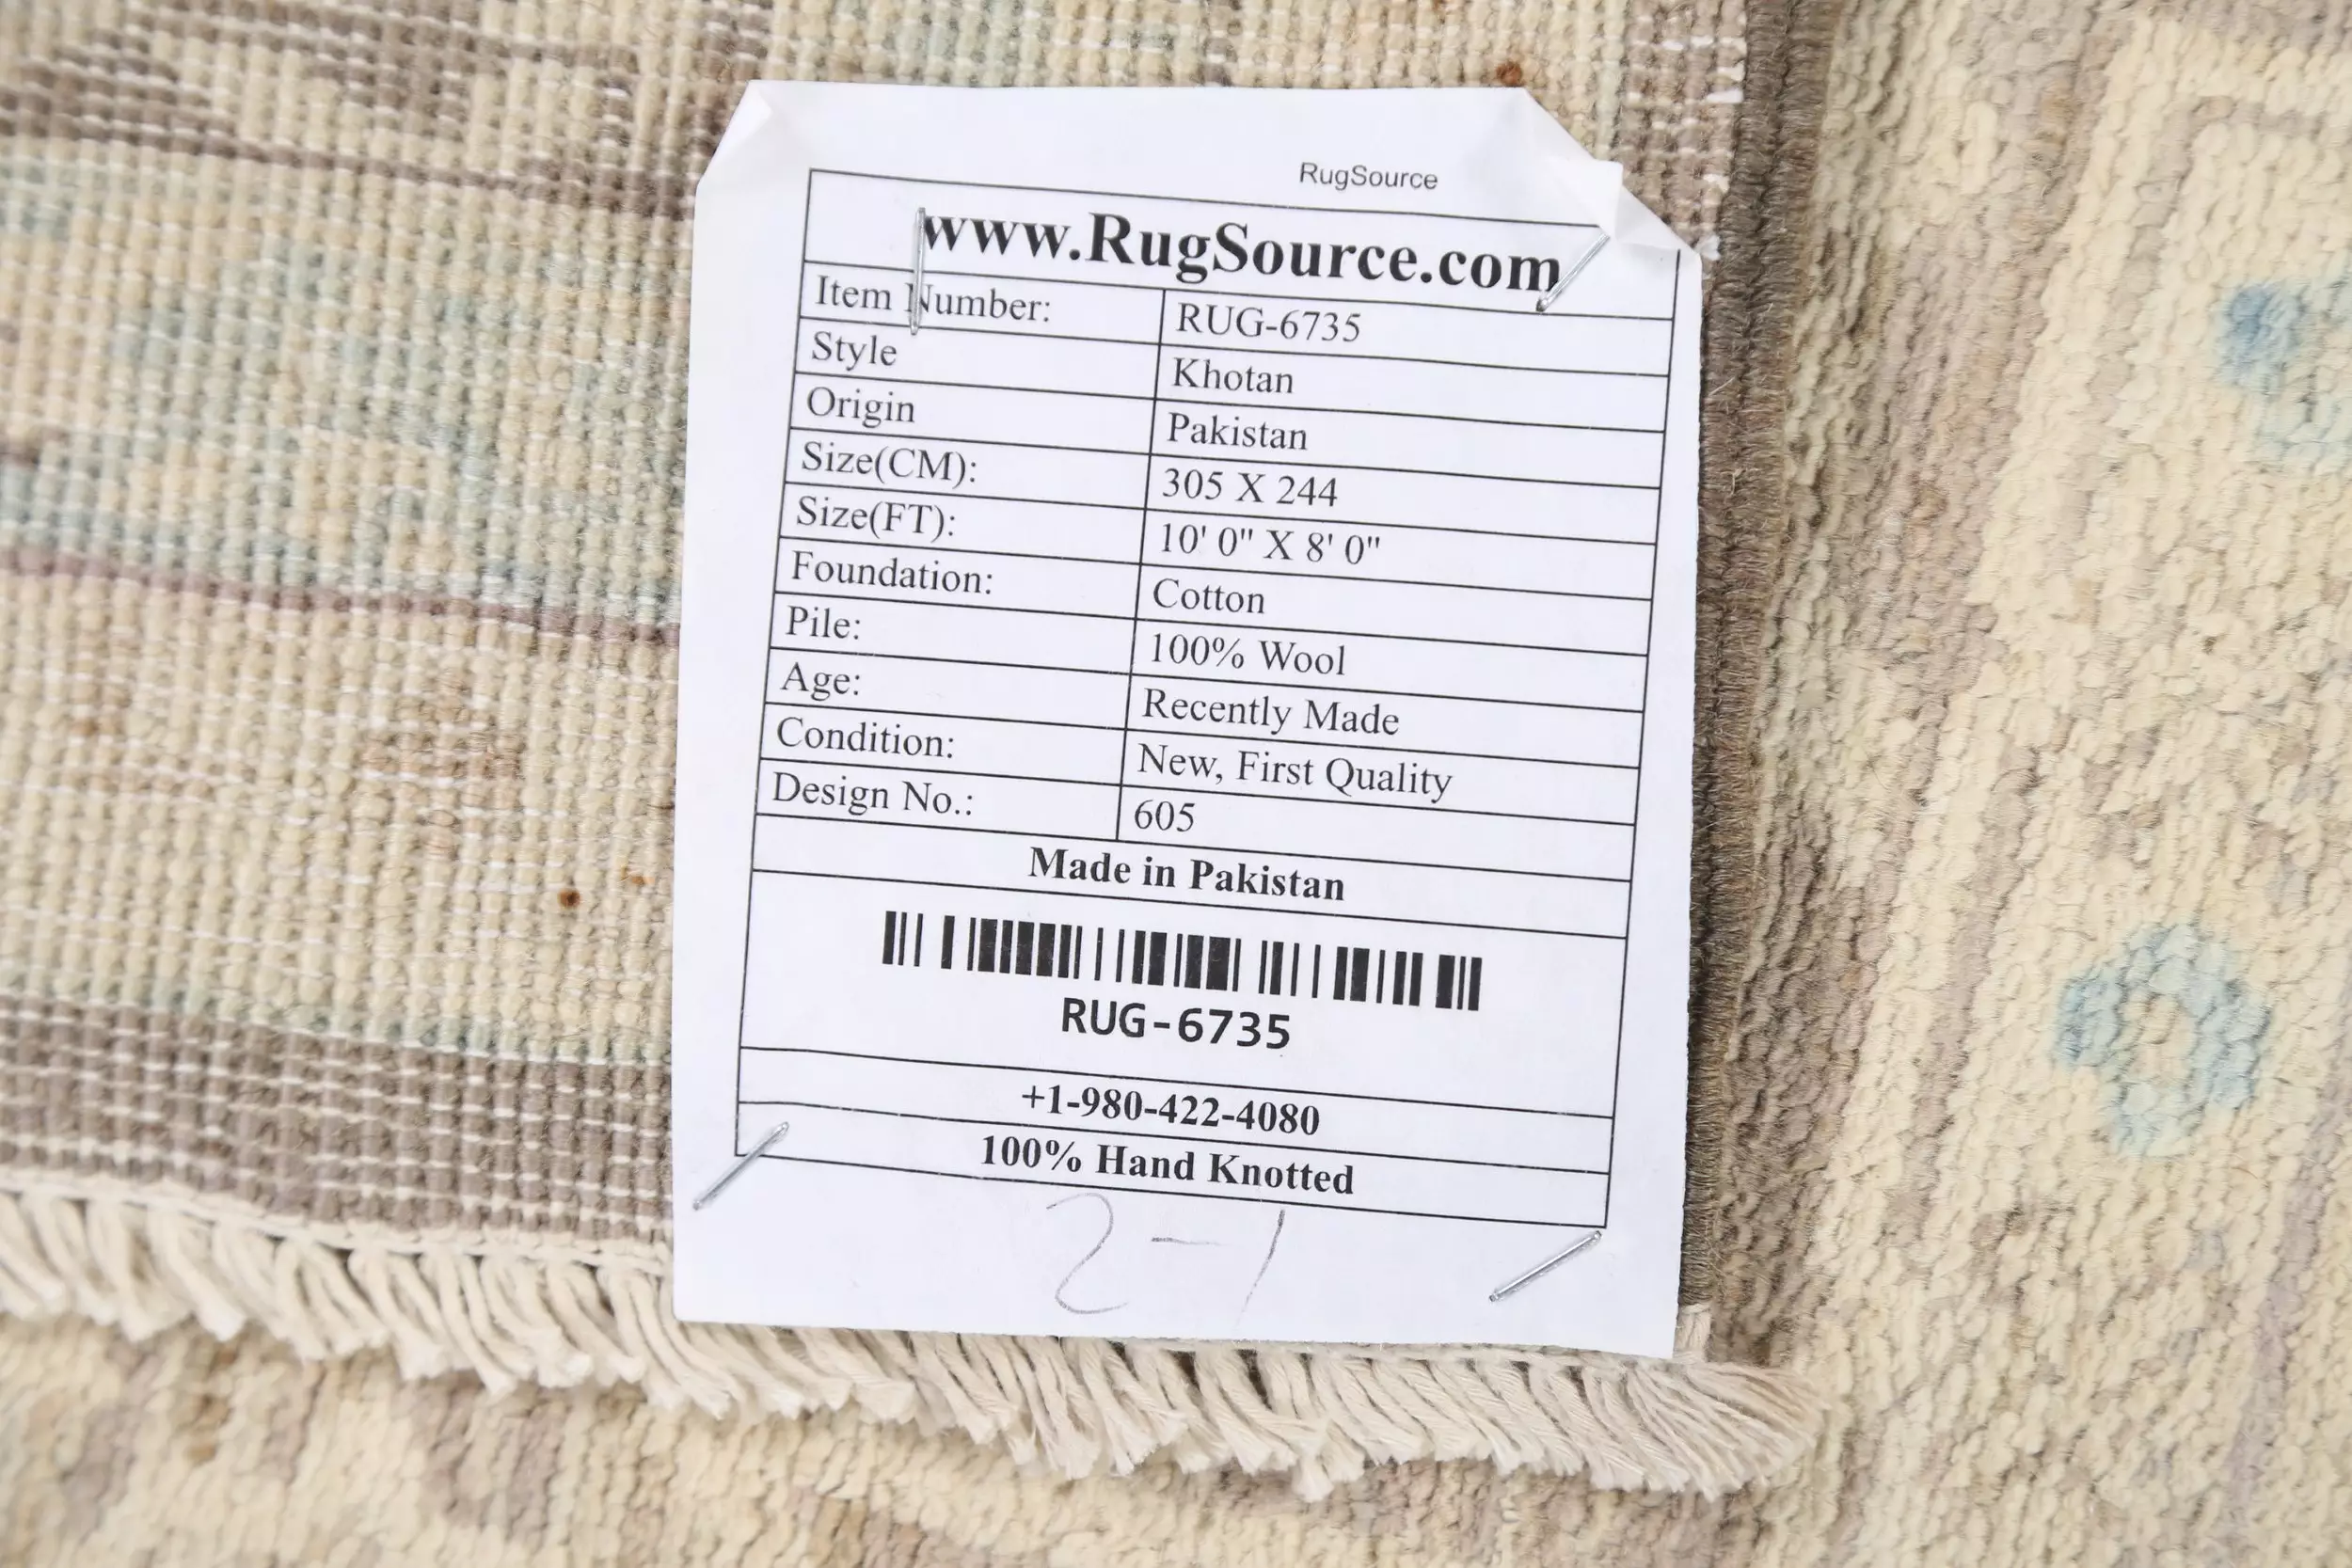 RugSource
www.RugSource.com
Item Number: RUG-6735
Style Khotan
Origin Pakistan
Size(CM): 305 X 244
Size(FT): 10' 0" X 8' 0"
Foundation: Cotton
Pile: 100% Wool
Age: Recently Made
Condition: New, First Quality
Design No.: 605
Made in Pakistan
RUG-6735
+1-980-422-4080
100% Hand Knotted
2-1